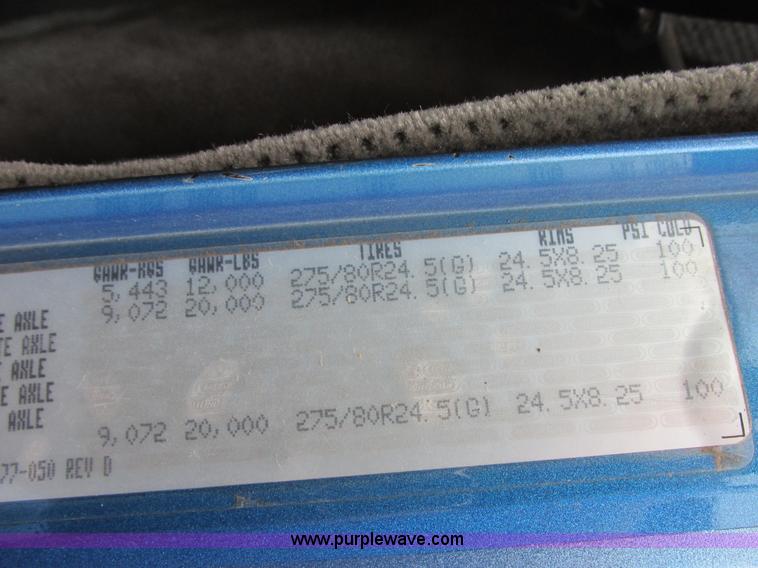 GAWR-KGS GAWR-LBS TIRES RIMS PSI COLD
5,443 12,000 275/80R24.5(G) 24.5X8.25 100
9,072 20,000 275/80R24.5(G) 24.5X8.25 100
E AXLE
TE AXLE
E AXLE
E AXLE
AXLE 9,072 20,000 275/80R24.5(G) 24.5X8.25 100
77-050 REV D
www.purplewave.com